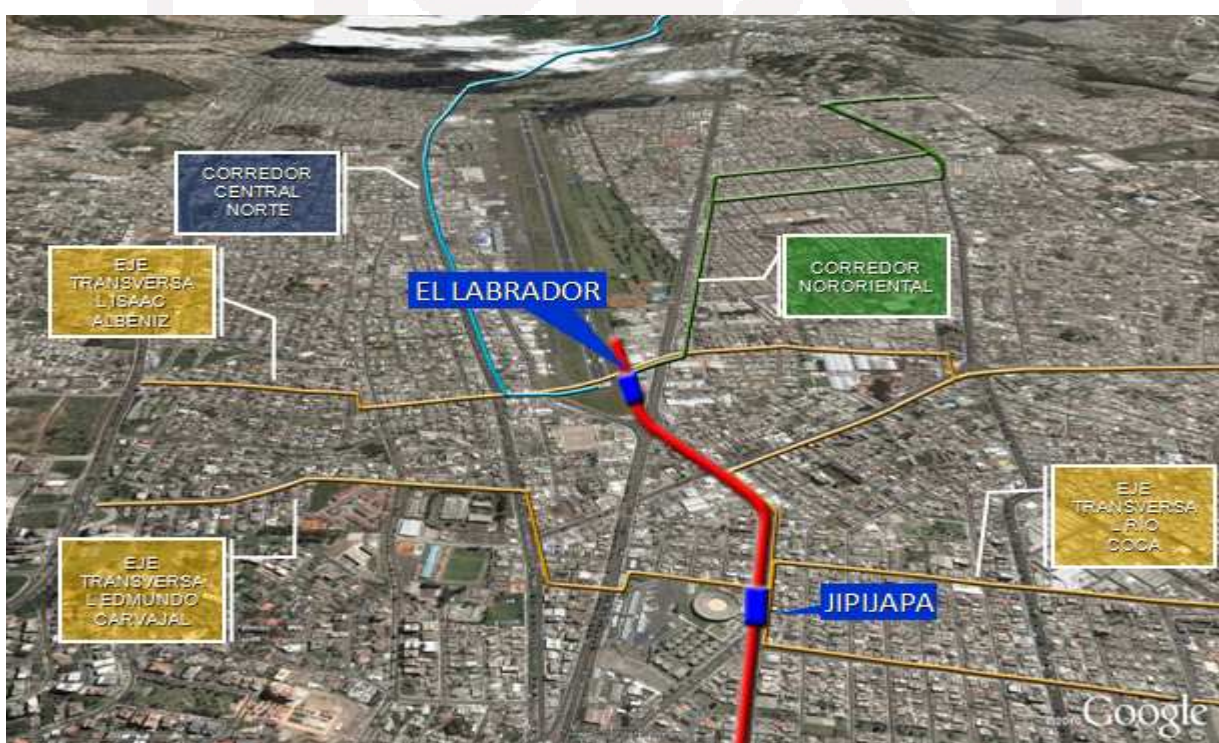 CORREDOR
CENTRAL
NORTE
EJE
TRANSVERSA
L ISAAC
ALBENIZ
EL LABRADOR
CORREDOR
NORORIENTAL
EJE
TRANSVERSA
L RIO
COCA
EJE
TRANSVERSA
L EDMUNDO
CARVAJAL
JIPIJAPA
©2010 Google